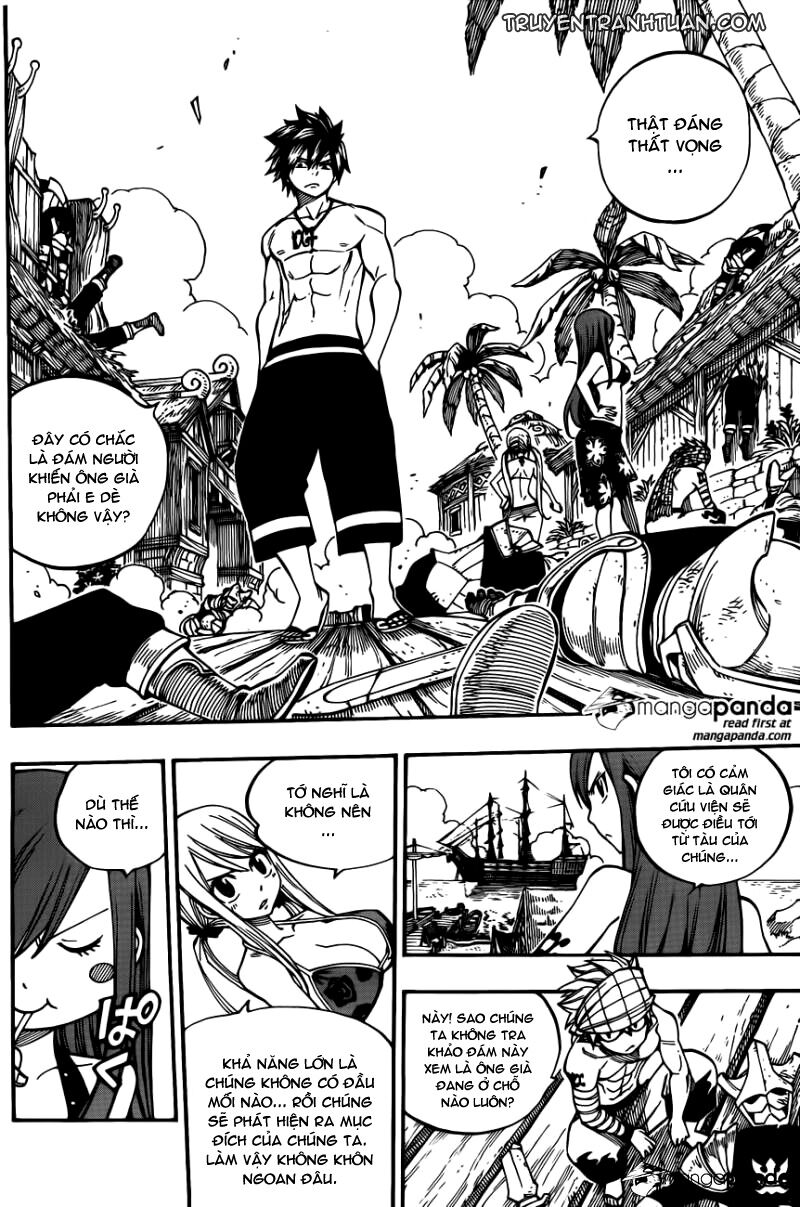 TRUYENTRANHTUAN.COM
THẬT ĐÁNG
THẤT VỌNG
...
DGF
ĐÂY CÓ CHẮC
LÀ ĐÁM NGƯỜI
KHIẾN ÔNG GIÀ
PHẢI E DÈ
KHÔNG VẬY?
mangapanda
read first at
mangapanda.com
TÔI CÓ CẢM
GIÁC LÀ QUÂN
CỨU VIỆN SẼ
ĐƯỢC ĐIỀU TỚI
TỪ TÀU CỦA
CHÚNG...
TỚ NGHĨ LÀ
KHÔNG NÊN
...
DÙ THẾ
NÀO THÌ...
NÀY! SAO CHÚNG
TA KHÔNG TRA
KHẢO ĐÁM NÀY
XEM LÀ ÔNG GIÀ
ĐANG Ở CHỖ
NÀO LUÔN?
KHẢ NĂNG LỚN LÀ
CHÚNG KHÔNG CÓ ĐẦU
MỐI NÀO... RỒI CHÚNG
SẼ PHÁT HIỆN RA MỤC
ĐÍCH CỦA CHÚNG TA.
LÀM VẬY KHÔNG KHÔN
NGOAN ĐÂU.
ぱく
mangapanda